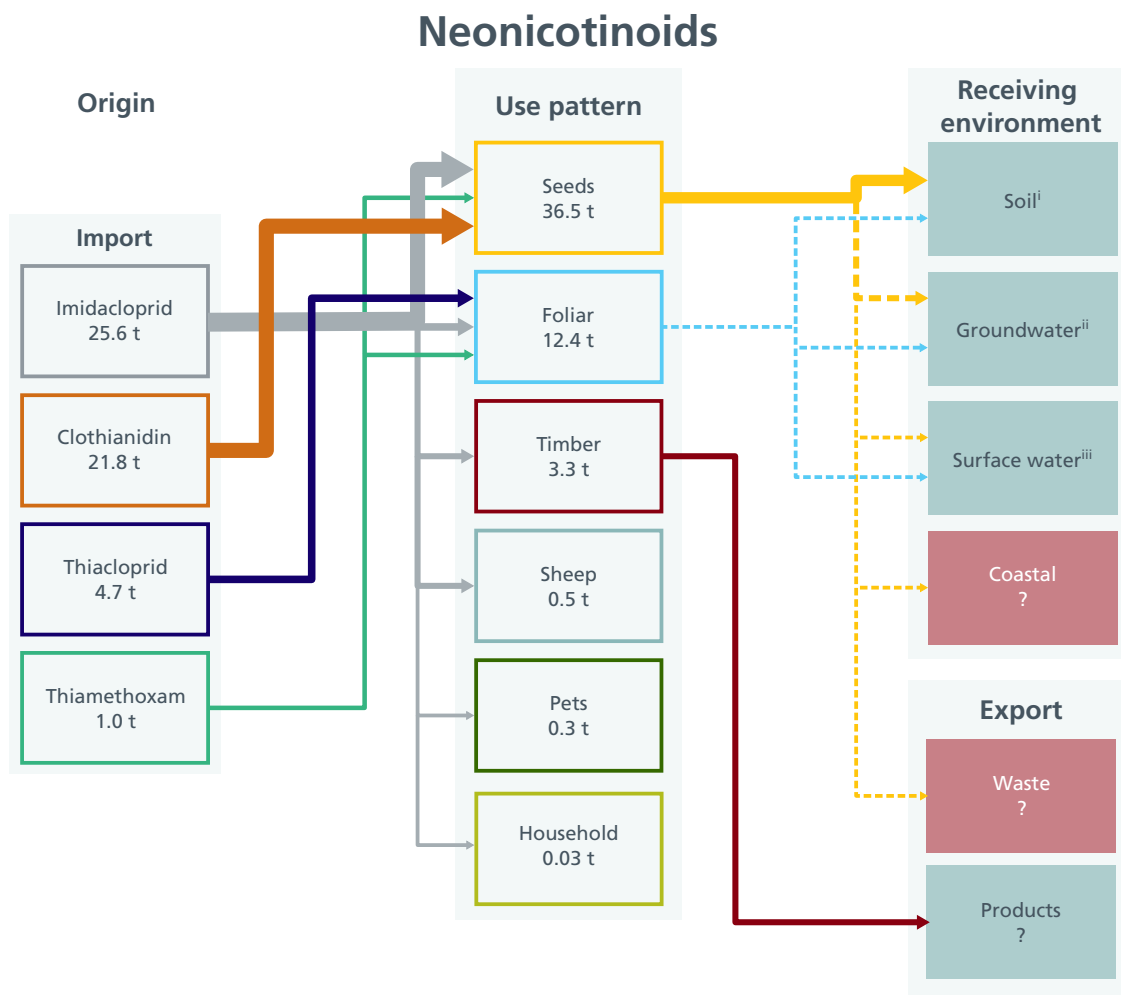 Neonicotinoids
Origin
Import
Imidacloprid
25.6 t
Clothianidin
21.8 t
Thiacloprid
4.7 t
Thiamethoxam
1.0 t
Use pattern
Seeds
36.5 t
Foliar
12.4 t
Timber
3.3 t
Sheep
0.5 t
Pets
0.3 t
Household
0.03 t
Receiving
environment
Soilⁱ
Groundwaterⁱⁱ
Surface waterⁱⁱⁱ
Coastal
?
Export
Waste
?
Products
?